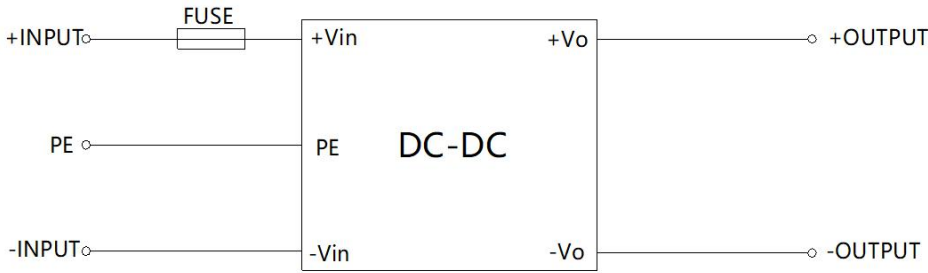 FUSE
+INPUT +Vin +Vo +OUTPUT
PE PE DC-DC
-INPUT -Vin -Vo -OUTPUT